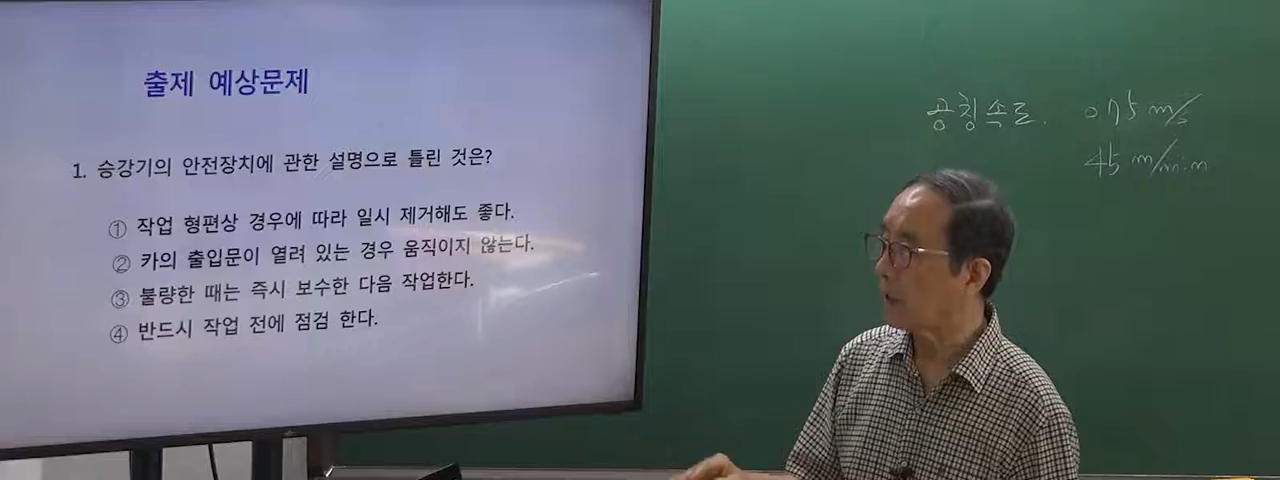 출제 예상문제
1. 승강기의 안전장치에 관한 설명으로 틀린 것은?
① 작업 형편상 경우에 따라 일시 제거해도 좋다.
② 카의 출입문이 열려 있는 경우 움직이지 않는다.
③ 불량한 때는 즉시 보수한 다음 작업한다.
④ 반드시 작업 전에 점검 한다.
공칭속도. 0.75 m/s
45 m/min